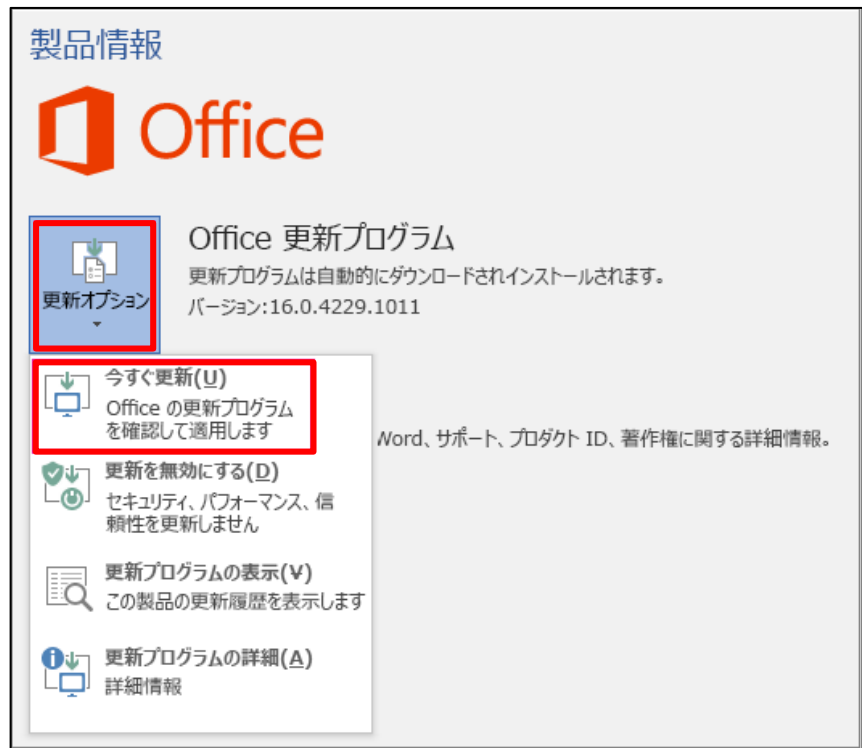 製品情報
Office
Office 更新プログラム
更新プログラムは自動的にダウンロードされインストールされます。
バージョン:16.0.4229.1011
更新オプション
今すぐ更新(U)
Office の更新プログラム
を確認して適用します
Word、サポート、プロダクト ID、著作権に関する詳細情報。
更新を無効にする(D)
セキュリティ、パフォーマンス、信
頼性を更新しません
更新プログラムの表示(¥)
この製品の更新履歴を表示します
更新プログラムの詳細(A)
詳細情報